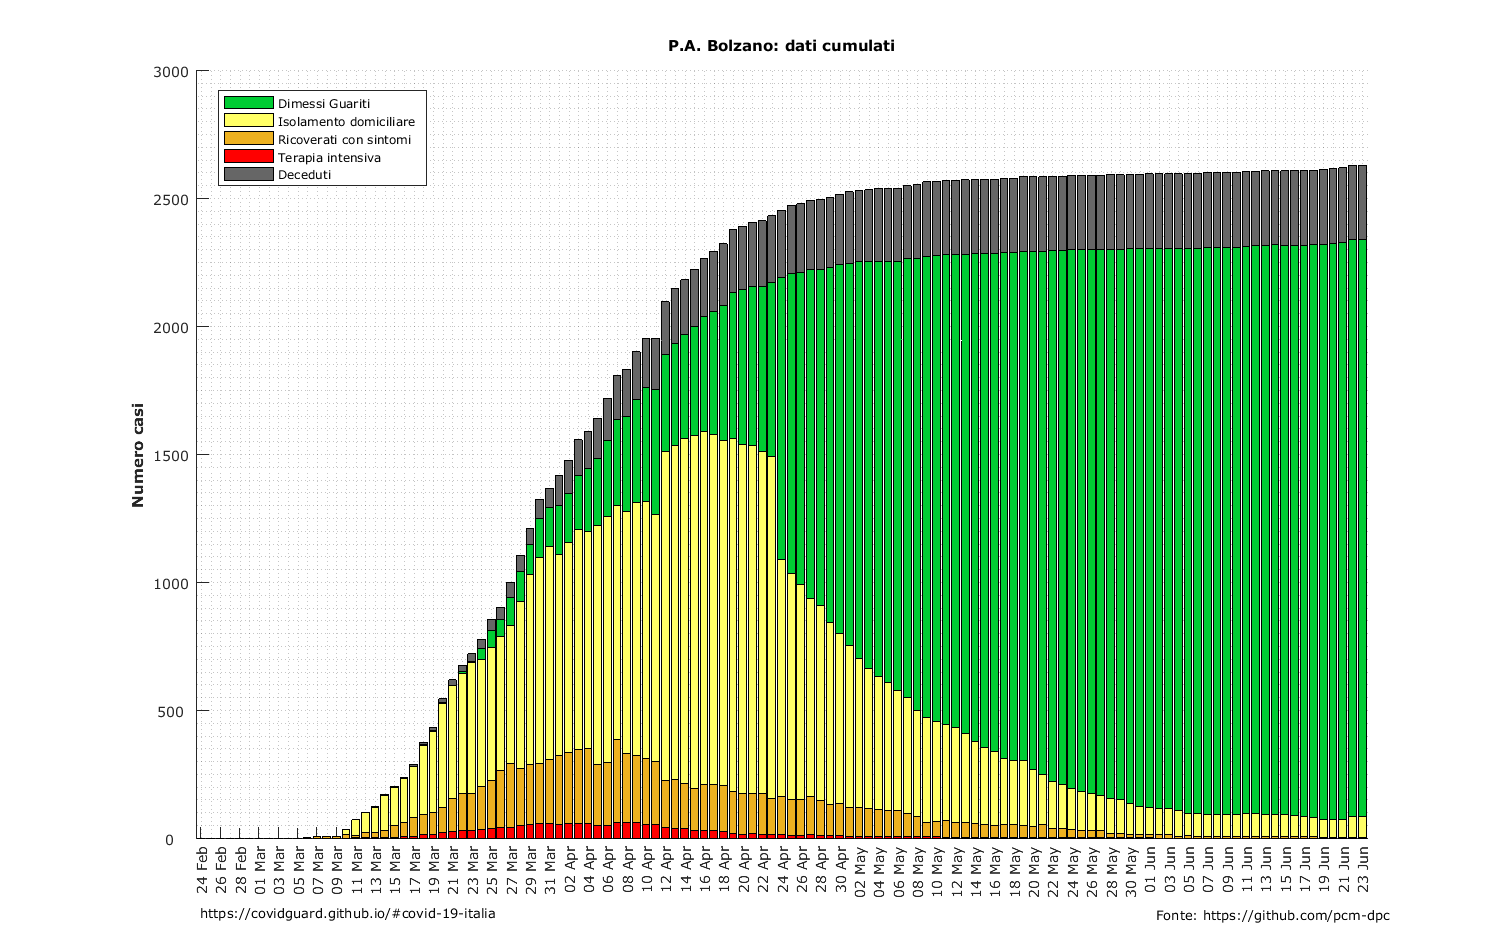 P.A. Bolzano: dati cumulati
3000
2500
2000
1500
1000
500
0
Numero casi
Dimessi Guariti
Isolamento domiciliare
Ricoverati con sintomi
Terapia intensiva
Deceduti
24 Feb
26 Feb
28 Feb
01 Mar
03 Mar
05 Mar
07 Mar
09 Mar
11 Mar
13 Mar
15 Mar
17 Mar
19 Mar
21 Mar
23 Mar
25 Mar
27 Mar
29 Mar
31 Mar
02 Apr
04 Apr
06 Apr
08 Apr
10 Apr
12 Apr
14 Apr
16 Apr
18 Apr
20 Apr
22 Apr
24 Apr
26 Apr
28 Apr
30 Apr
02 May
04 May
06 May
08 May
10 May
12 May
14 May
16 May
18 May
20 May
22 May
24 May
26 May
28 May
30 May
01 Jun
03 Jun
05 Jun
07 Jun
09 Jun
11 Jun
13 Jun
15 Jun
17 Jun
19 Jun
21 Jun
23 Jun
https://covidguard.github.io/#covid-19-italia
Fonte: https://github.com/pcm-dpc